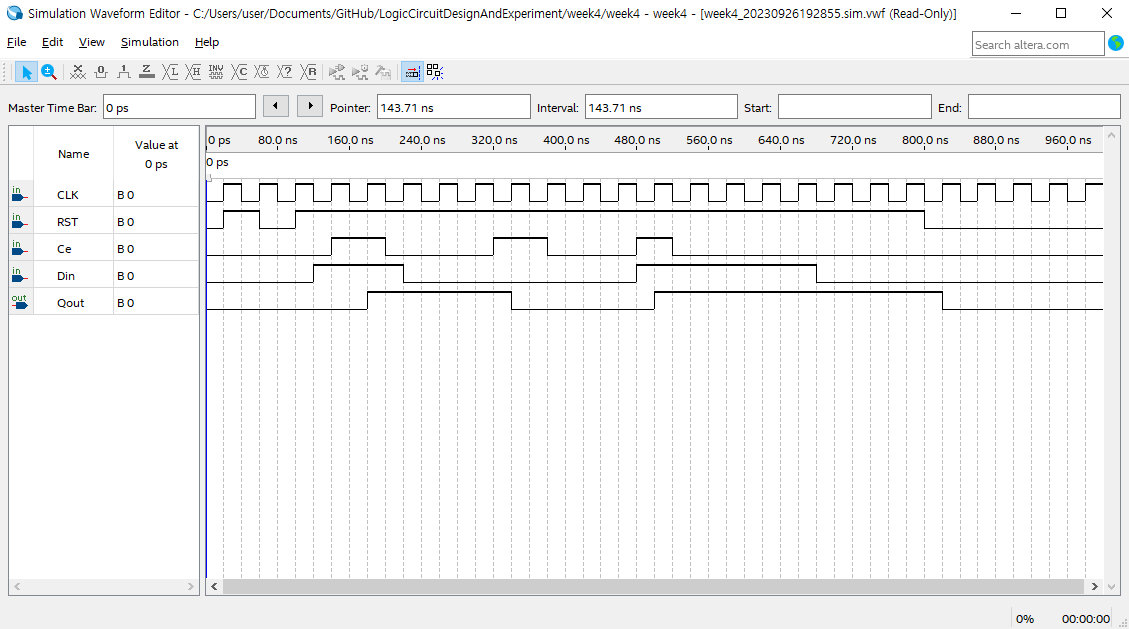 Simulation Waveform Editor - C:/Users/user/Documents/GitHub/LogicCircuitDesignAndExperiment/week4/week4 - week4 - [week4_20230926192855.sim.vwf (Read-Only)]
File Edit View Simulation Help
Search altera.com
Master Time Bar: 0 ps Pointer: 143.71 ns Interval: 143.71 ns Start: End:
Name Value at 0 ps
0 ps 80.0 ns 160.0 ns 240.0 ns 320.0 ns 400.0 ns 480.0 ns 560.0 ns 640.0 ns 720.0 ns 800.0 ns 880.0 ns 960.0 ns
0 ps
in CLK B 0
in RST B 0
in Ce B 0
in Din B 0
out Qout B 0
0% 00:00:00